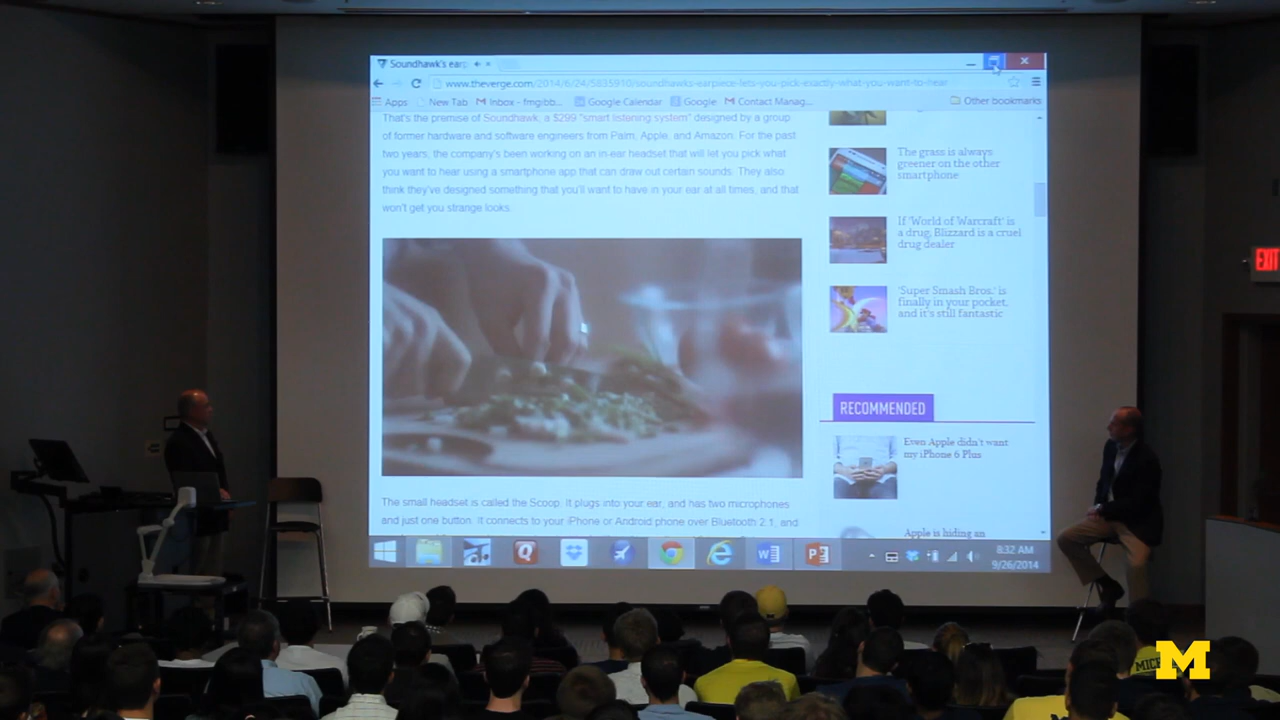 Soundhawk's earp
www.theverge.com/2014/6/24/5835910/soundhawks-earpiece-lets-you-pick-exactly-what-you-want-to-hear
Apps New Tab Inbox - fmgibb... Google Calendar Google Contact Manag... Other bookmarks
That's the premise of Soundhawk, a $299 "smart listening system" designed by a group
of former hardware and software engineers from Palm, Apple, and Amazon. For the past
two years, the company's been working on an in-ear headset that will let you pick what
you want to hear using a smartphone app that can draw out certain sounds. They also
think they've designed something that you'll want to have in your ear at all times, and that
won't get you strange looks.
The small headset is called the Scoop. It plugs into your ear, and has two microphones
and just one button. It connects to your iPhone or Android phone over Bluetooth 2.1, and
The grass is always
greener on the other
smartphone
If 'World of Warcraft' is
a drug, Blizzard is a cruel
drug dealer
'Super Smash Bros.' is
finally in your pocket,
and it's still fantastic
RECOMMENDED
Even Apple didn't want
my iPhone 6 Plus
Apple is hiding an
8:32 AM
9/26/2014
EXIT
MICH
M